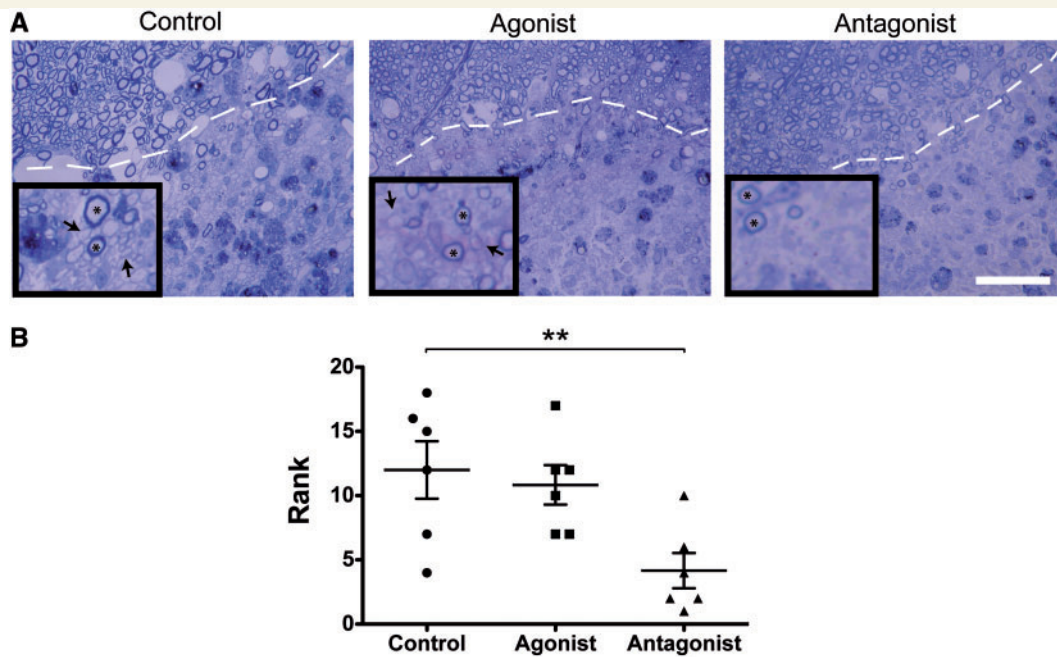 A
Control
Agonist
Antagonist
*
*
*
*
*
*
B
**
Rank
20
15
10
5
0
Control
Agonist
Antagonist